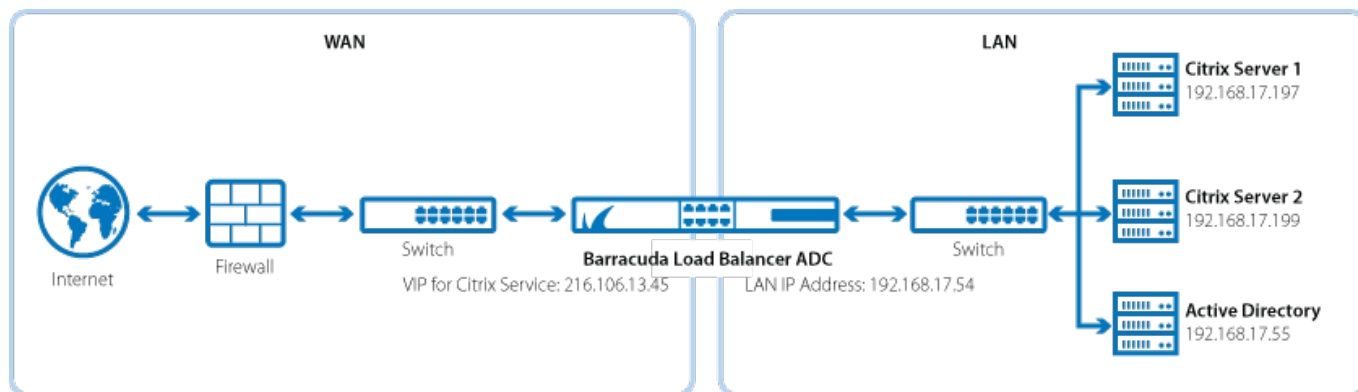 WAN
LAN
Citrix Server 1
192.168.17.197
Citrix Server 2
192.168.17.199
Internet
Firewall
Switch
Barracuda Load Balancer ADC
Switch
VIP for Citrix Service: 216.106.13.45
LAN IP Address: 192.168.17.54
Active Directory
192.168.17.55